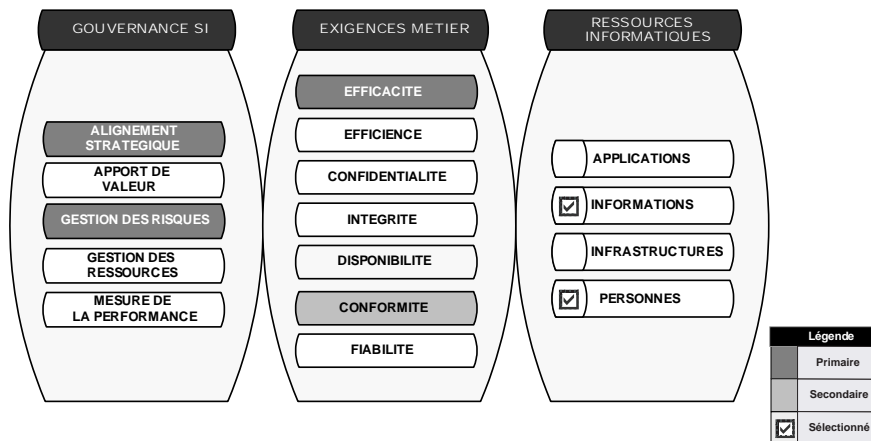 GOUVERNANCE SI
ALIGNEMENT
STRATEGIQUE
APPORT DE
VALEUR
GESTION DES RISQUES
GESTION DES
RESSOURCES
MESURE DE
LA PERFORMANCE
EXIGENCES METIER
EFFICACITE
EFFICIENCE
CONFIDENTIALITE
INTEGRITE
DISPONIBILITE
CONFORMITE
FIABILITE
RESSOURCES
INFORMATIQUES
APPLICATIONS
INFORMATIONS
INFRASTRUCTURES
PERSONNES
Légende
Primaire
Secondaire
Sélectionné